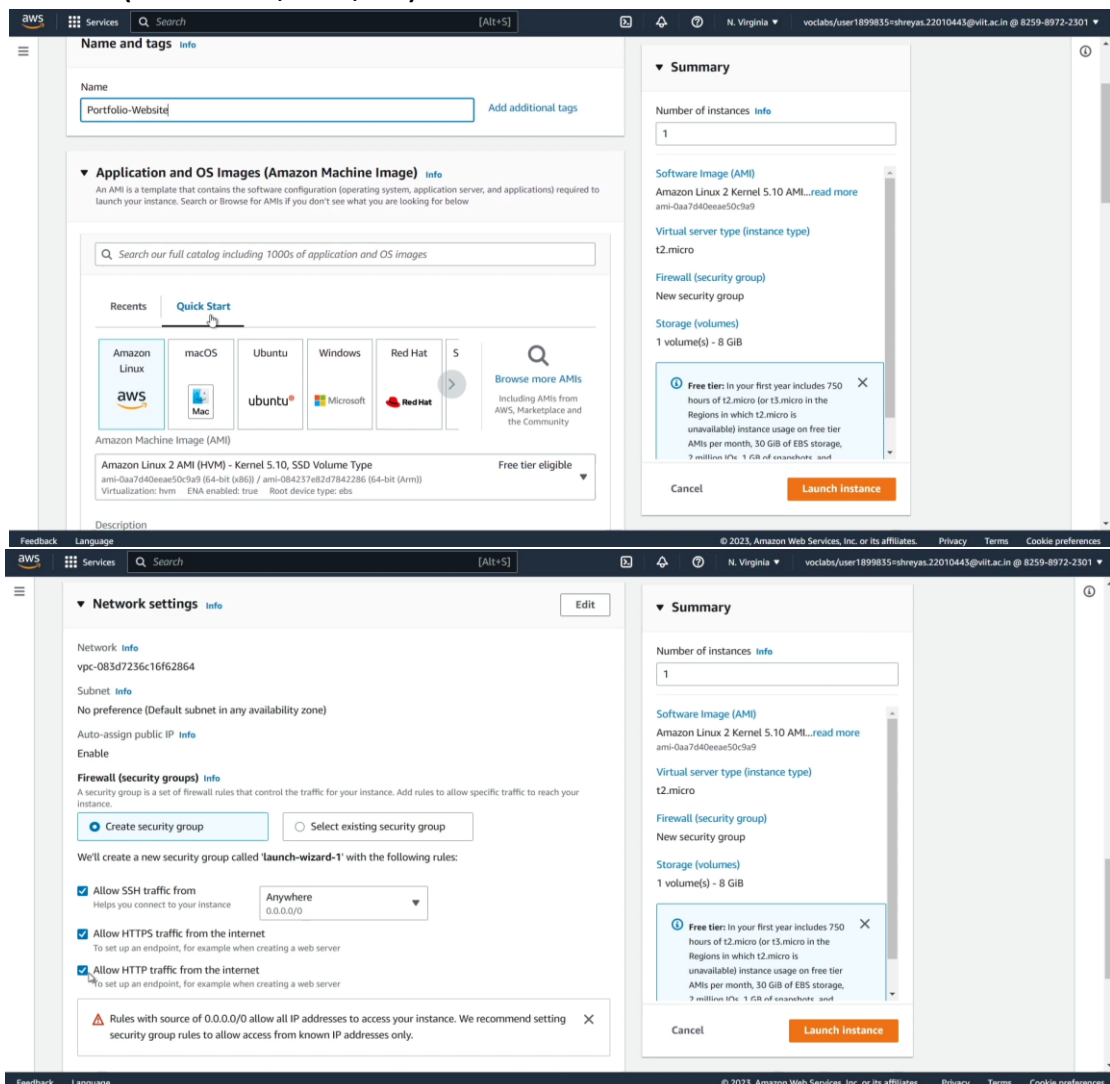 aws
Services
Search
[Alt+S]
N. Virginia
voclabs/user1899835=shreyas.22010443@viit.ac.in @ 8259-8972-2301
Name and tags Info
Name
Portfolio-Website
Add additional tags
Application and OS Images (Amazon Machine Image) Info
An AMI is a template that contains the software configuration (operating system, application server, and applications) required to
launch your instance. Search or Browse for AMIs if you don't see what you are looking for
below
Search our full catalog including 1000s of application and OS images
Recents
Quick Start
Amazon
Linux
aws
macOS
Mac
Ubuntu
ubuntu®
Windows
Microsoft
Red Hat
Red Hat
S
Browse more AMIs
Including AMIs from
AWS, Marketplace and
the Community
Amazon Machine Image (AMI)
Amazon Linux 2 AMI (HVM) - Kernel 5.10, SSD Volume Type
Free tier eligible
ami-0aa7d40eeae50c9a9 (64-bit (x86)) / ami-084237e82d7842286 (64-bit (Arm))
Virtualization: hvm ENA enabled: true Root device type: ebs
Description
Summary
Number of instances Info
1
Software Image (AMI)
Amazon Linux 2 Kernel 5.10 AMI...read more
ami-0aa7d40eeae50c9a9
Virtual server type (instance type)
t2.micro
Firewall (security group)
New security group
Storage (volumes)
1 volume(s) - 8 GiB
Free tier: In your first year includes 750
hours of t2.micro (or t3.micro in the
Regions in which t2.micro is
unavailable) instance usage on free tier
AMIs per month, 30 GiB of EBS storage,
2 million IOs, 1 GB of snapshots, and
Cancel
Launch instance
Feedback
Language
© 2023, Amazon Web Services, Inc. or its affiliates.
Privacy
Terms
Cookie preferences
aws
Services
Search
[Alt+S]
N. Virginia
voclabs/user1899835=shreyas.22010443@viit.ac.in @ 8259-8972-2301
Network settings Info
Edit
Network Info
vpc-083d7236c16f62864
Subnet Info
No preference (Default subnet in any availability zone)
Auto-assign public IP Info
Enable
Firewall (security groups) Info
A security group is a set of firewall rules that control the traffic for your instance. Add rules to allow specific traffic to reach your
instance.
Create security group
Select existing security group
We'll create a new security group called 'launch-wizard-1' with the following rules:
Allow SSH traffic from
Helps you connect to your instance
Anywhere
0.0.0.0/0
Allow HTTPS traffic from the internet
To set up an endpoint, for example when creating a web server
Allow HTTP traffic from the internet
To set up an endpoint, for example when creating a web server
Rules with source of 0.0.0.0/0 allow all IP addresses to access your instance. We recommend setting
security group rules to allow access from known IP addresses only.
Summary
Number of instances Info
1
Software Image (AMI)
Amazon Linux 2 Kernel 5.10 AMI...read more
ami-0aa7d40eeae50c9a9
Virtual server type (instance type)
t2.micro
Firewall (security group)
New security group
Storage (volumes)
1 volume(s) - 8 GiB
Free tier: In your first year includes 750
hours of t2.micro (or t3.micro in the
Regions in which t2.micro is
unavailable) instance usage on free tier
AMIs per month, 30 GiB of EBS storage,
2 million IOs, 1 GB of snapshots, and
Cancel
Launch instance
Feedback
Language
© 2023, Amazon Web Services, Inc. or its affiliates.
Privacy
Terms
Cookie preferences